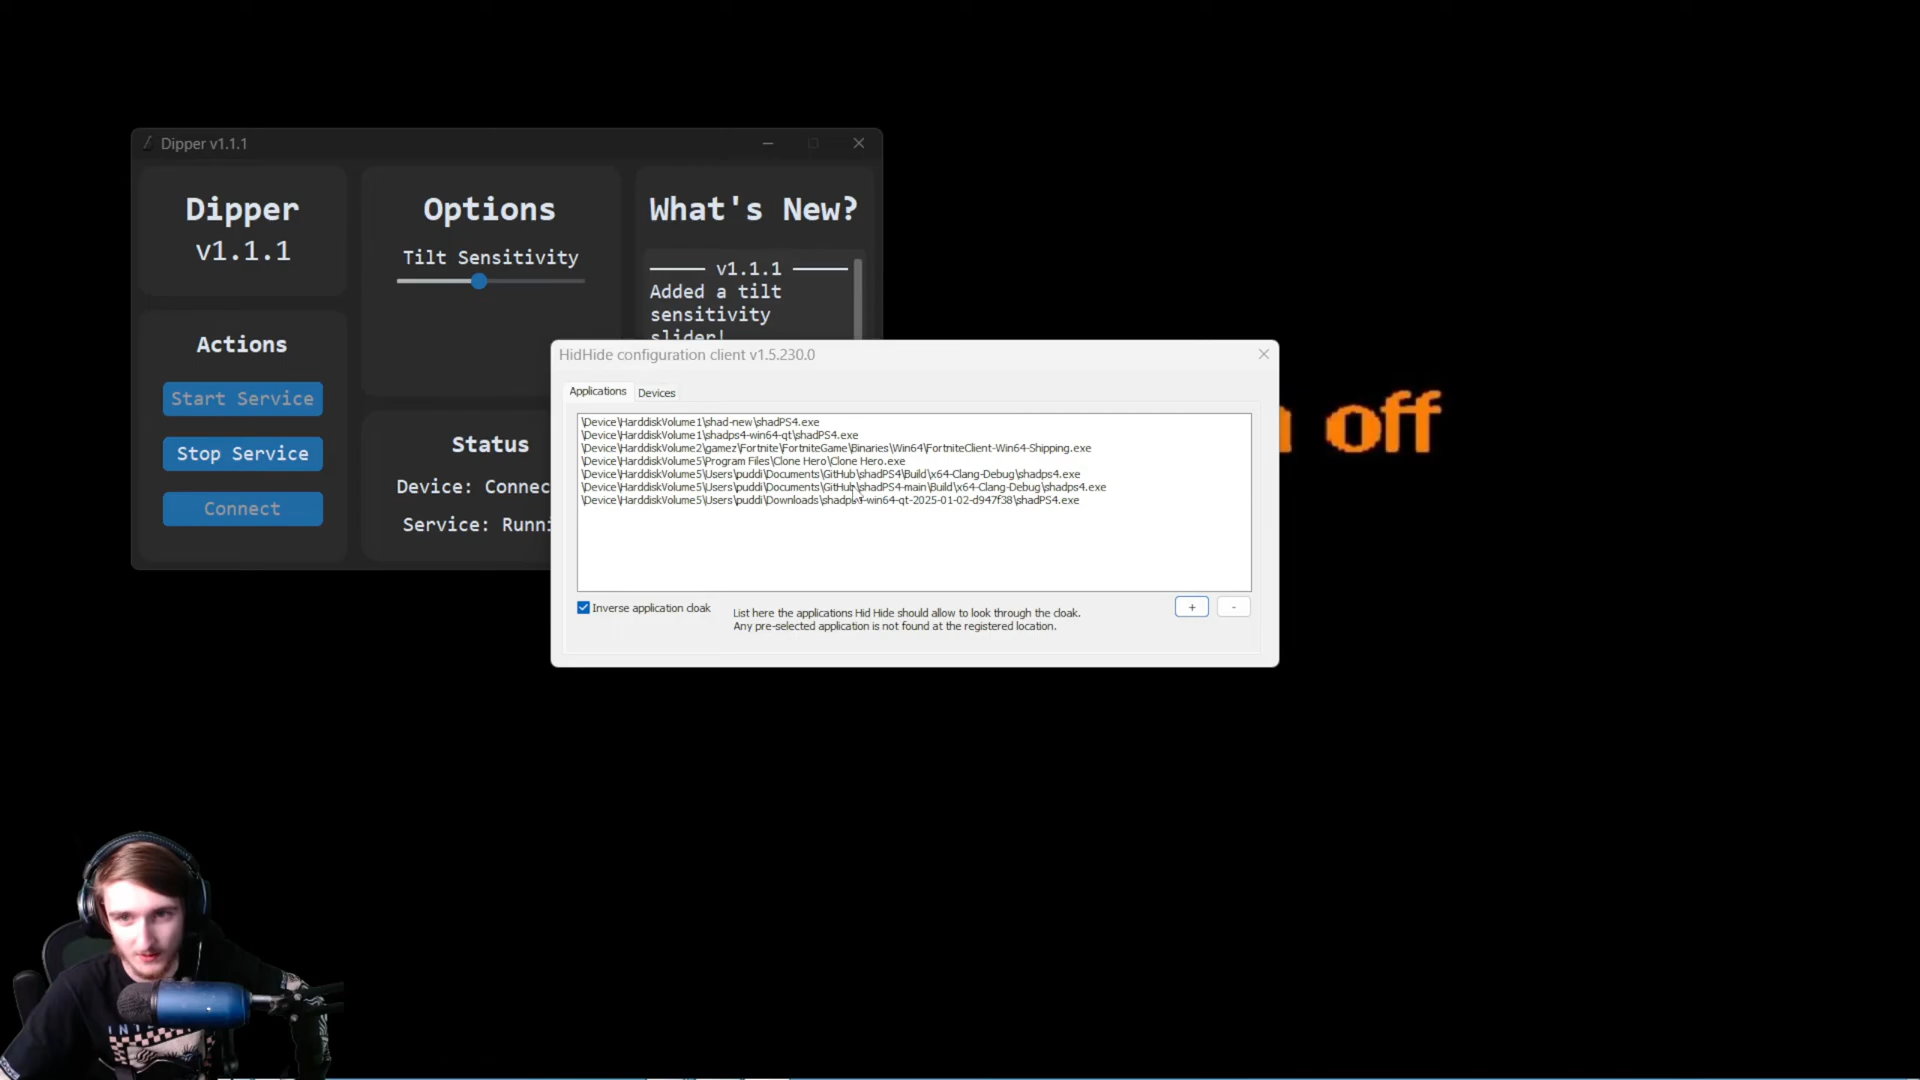 Dipper v1.1.1
Dipper
v1.1.1
Actions
Start Service
Stop Service
Connect
Options
Tilt Sensitivity
Status
Device: Connec
Service: Runni
What's New?
v1.1.1
Added a tilt
sensitivity
slider!
HidHide configuration client v1.5.230.0
Applications
Devices
\Device\HarddiskVolume1\shad-new\shadPS4.exe
\Device\HarddiskVolume1\shadps4-win64-qt\shadPS4.exe
\Device\HarddiskVolume2\gamez\Fortnite\FortniteGame\Binaries\Win64\FortniteClient-Win64-Shipping.exe
\Device\HarddiskVolume5\Program Files\Clone Hero\Clone Hero.exe
\Device\HarddiskVolume5\Users\puddi\Documents\GitHub\shadPS4\Build\x64-Clang-Debug\shadps4.exe
\Device\HarddiskVolume5\Users\puddi\Documents\GitHub\shadPS4-main\Build\x64-Clang-Debug\shadps4.exe
\Device\HarddiskVolume5\Users\puddi\Downloads\shadps4-win64-qt-2025-01-02-d947f38\shadPS4.exe
Inverse application cloak
List here the applications Hid Hide should allow to look through the cloak.
Any pre-selected application is not found at the registered location.
+
-
off